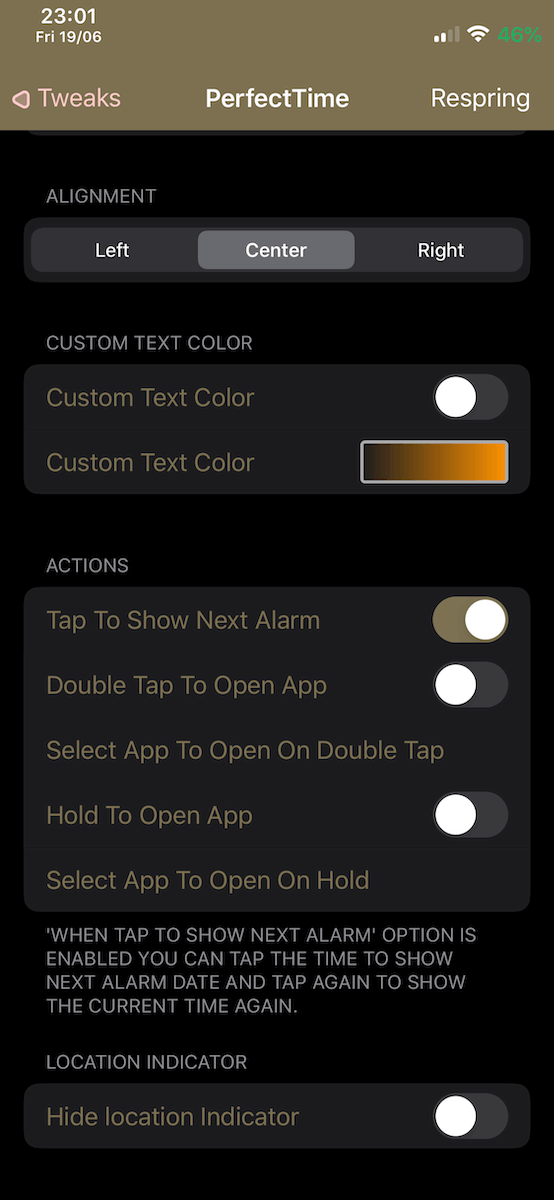 23:01
Fri 19/06
46%
Tweaks
PerfectTime
Respring
ALIGNMENT
Left
Center
Right
CUSTOM TEXT COLOR
Custom Text Color
Custom Text Color
ACTIONS
Tap To Show Next Alarm
Double Tap To Open App
Select App To Open On Double Tap
Hold To Open App
Select App To Open On Hold
'WHEN TAP TO SHOW NEXT ALARM' OPTION IS
ENABLED YOU CAN TAP THE TIME TO SHOW
NEXT ALARM DATE AND TAP AGAIN TO SHOW
THE CURRENT TIME AGAIN.
LOCATION INDICATOR
Hide location Indicator